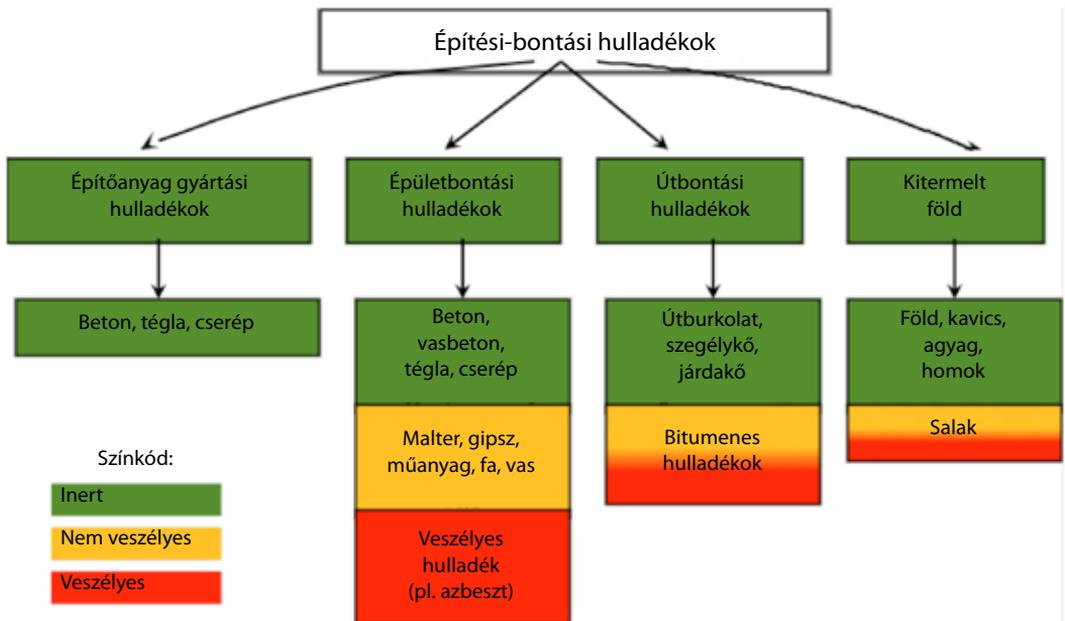 Építési-bontási hulladékok
Építőanyag gyártási
hulladékok
Épületbontási
hulladékok
Útbontási
hulladékok
Kitermelt
föld
Beton, tégla, cserép
Beton,
vasbeton,
tégla, cserép
Malter, gipsz,
műanyag, fa, vas
Veszélyes
hulladék
(pl. azbeszt)
Útburkolat,
szegélykő,
járdakő
Bitumenes
hulladékok
Föld, kavics,
agyag,
homok
Salak
Színkód:
Inert
Nem veszélyes
Veszélyes